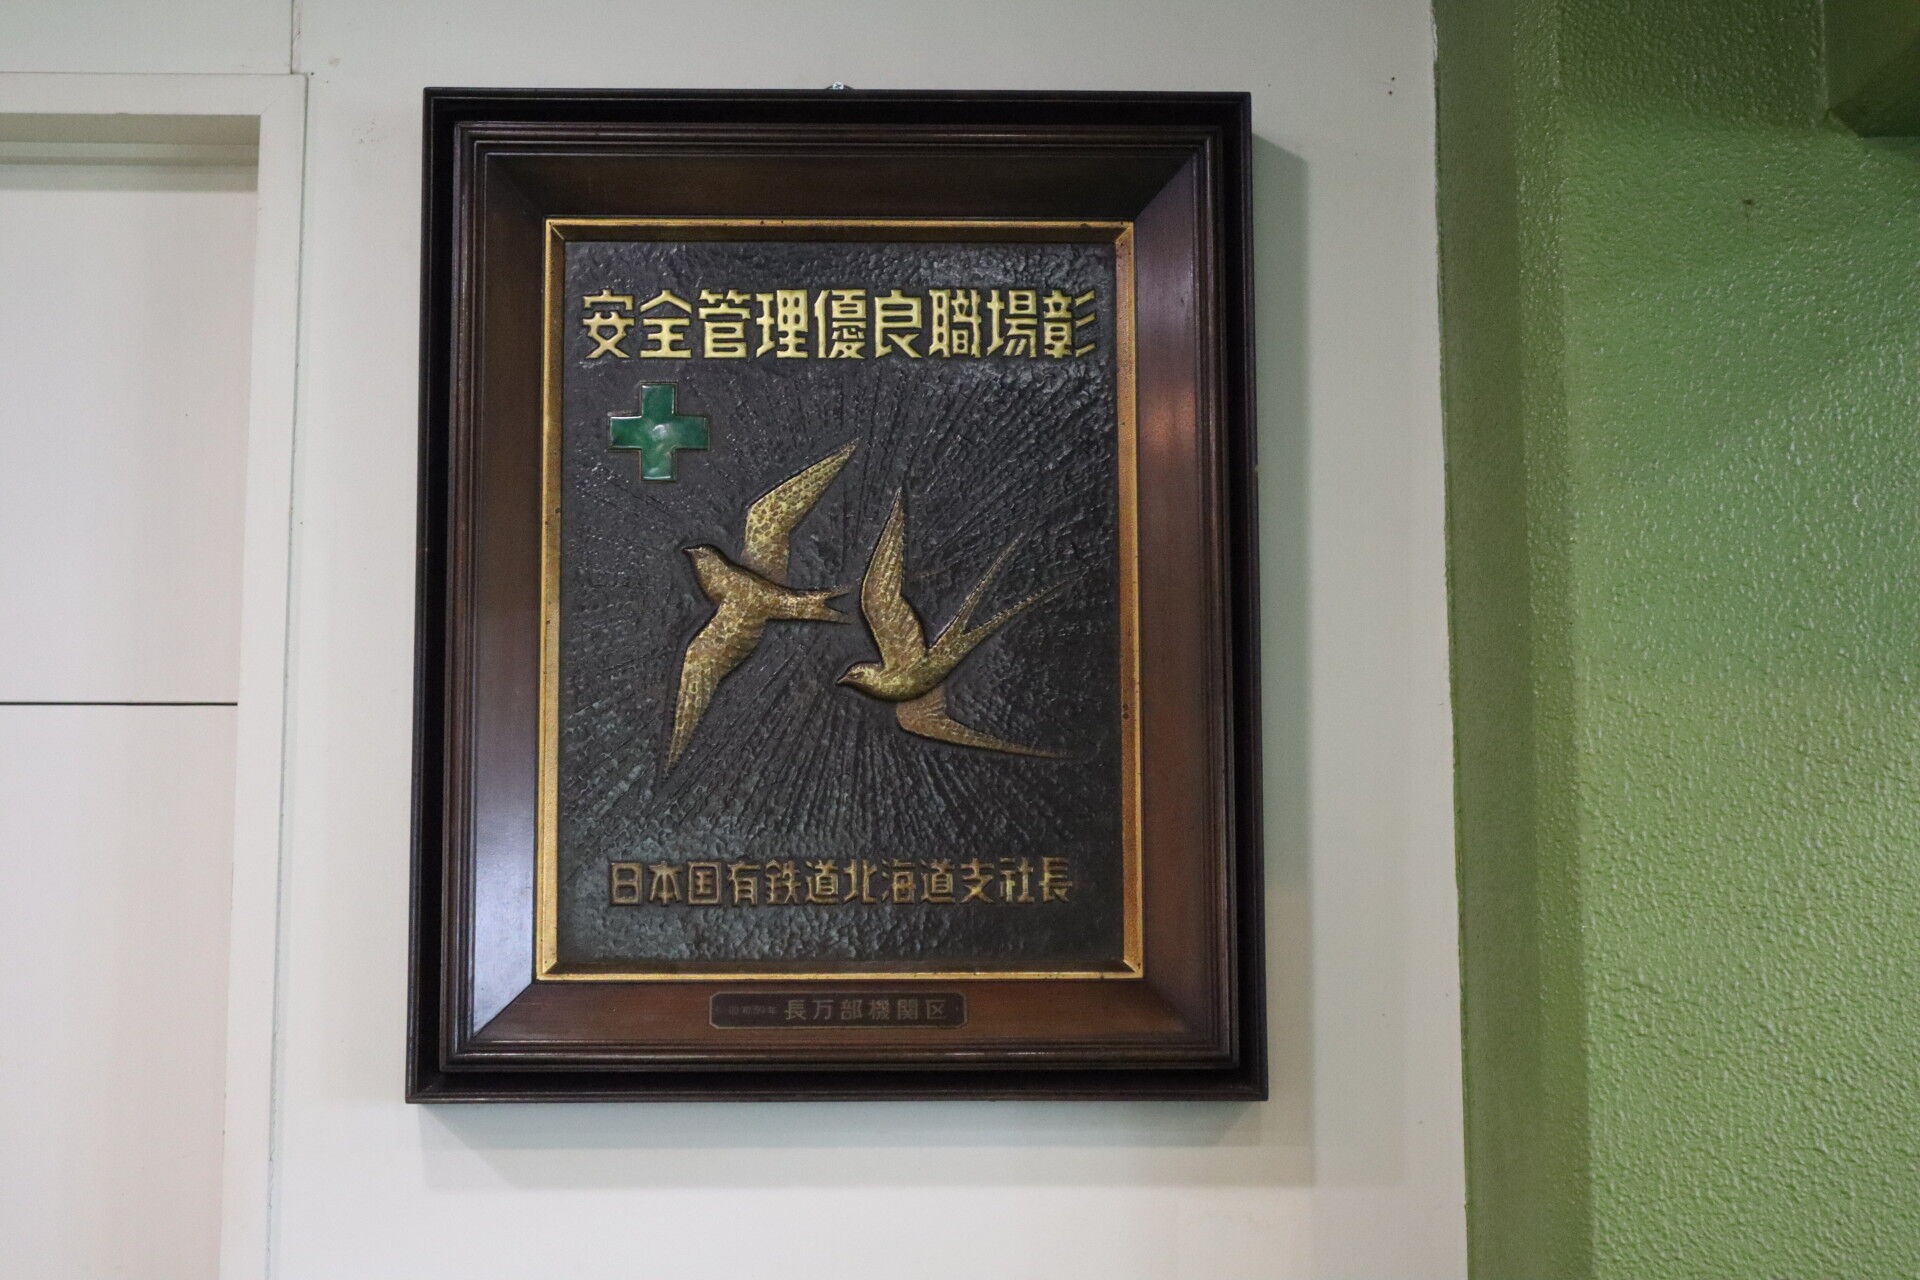 安全管理優良職場彰
日本国有鉄道北海道支社長
長万部機関区